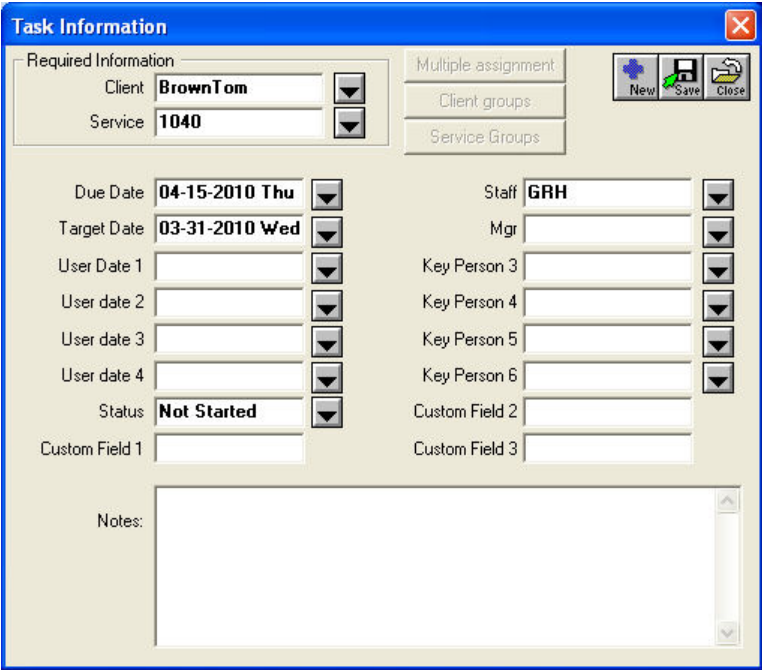 Task Information
Required Information
Client BrownTom
Service 1040
Multiple assignment
Client groups
Service Groups
New Save Close
Due Date 04-15-2010 Thu Staff GRH
Target Date 03-31-2010 Wed Mgr
User Date 1 Key Person 3
User date 2 Key Person 4
User date 3 Key Person 5
User date 4 Key Person 6
Status Not Started Custom Field 2
Custom Field 1 Custom Field 3
Notes: